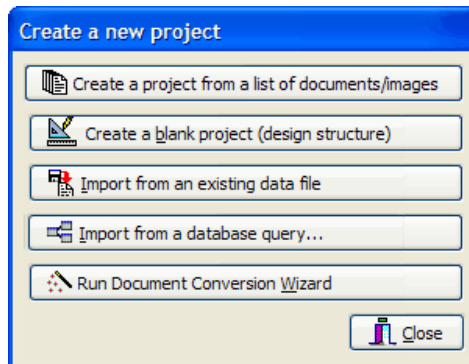 Create a new project
Create a project from a list of documents/images
Create a blank project (design structure)
Import from an existing data file
Import from a database query...
Run Document Conversion Wizard
Close